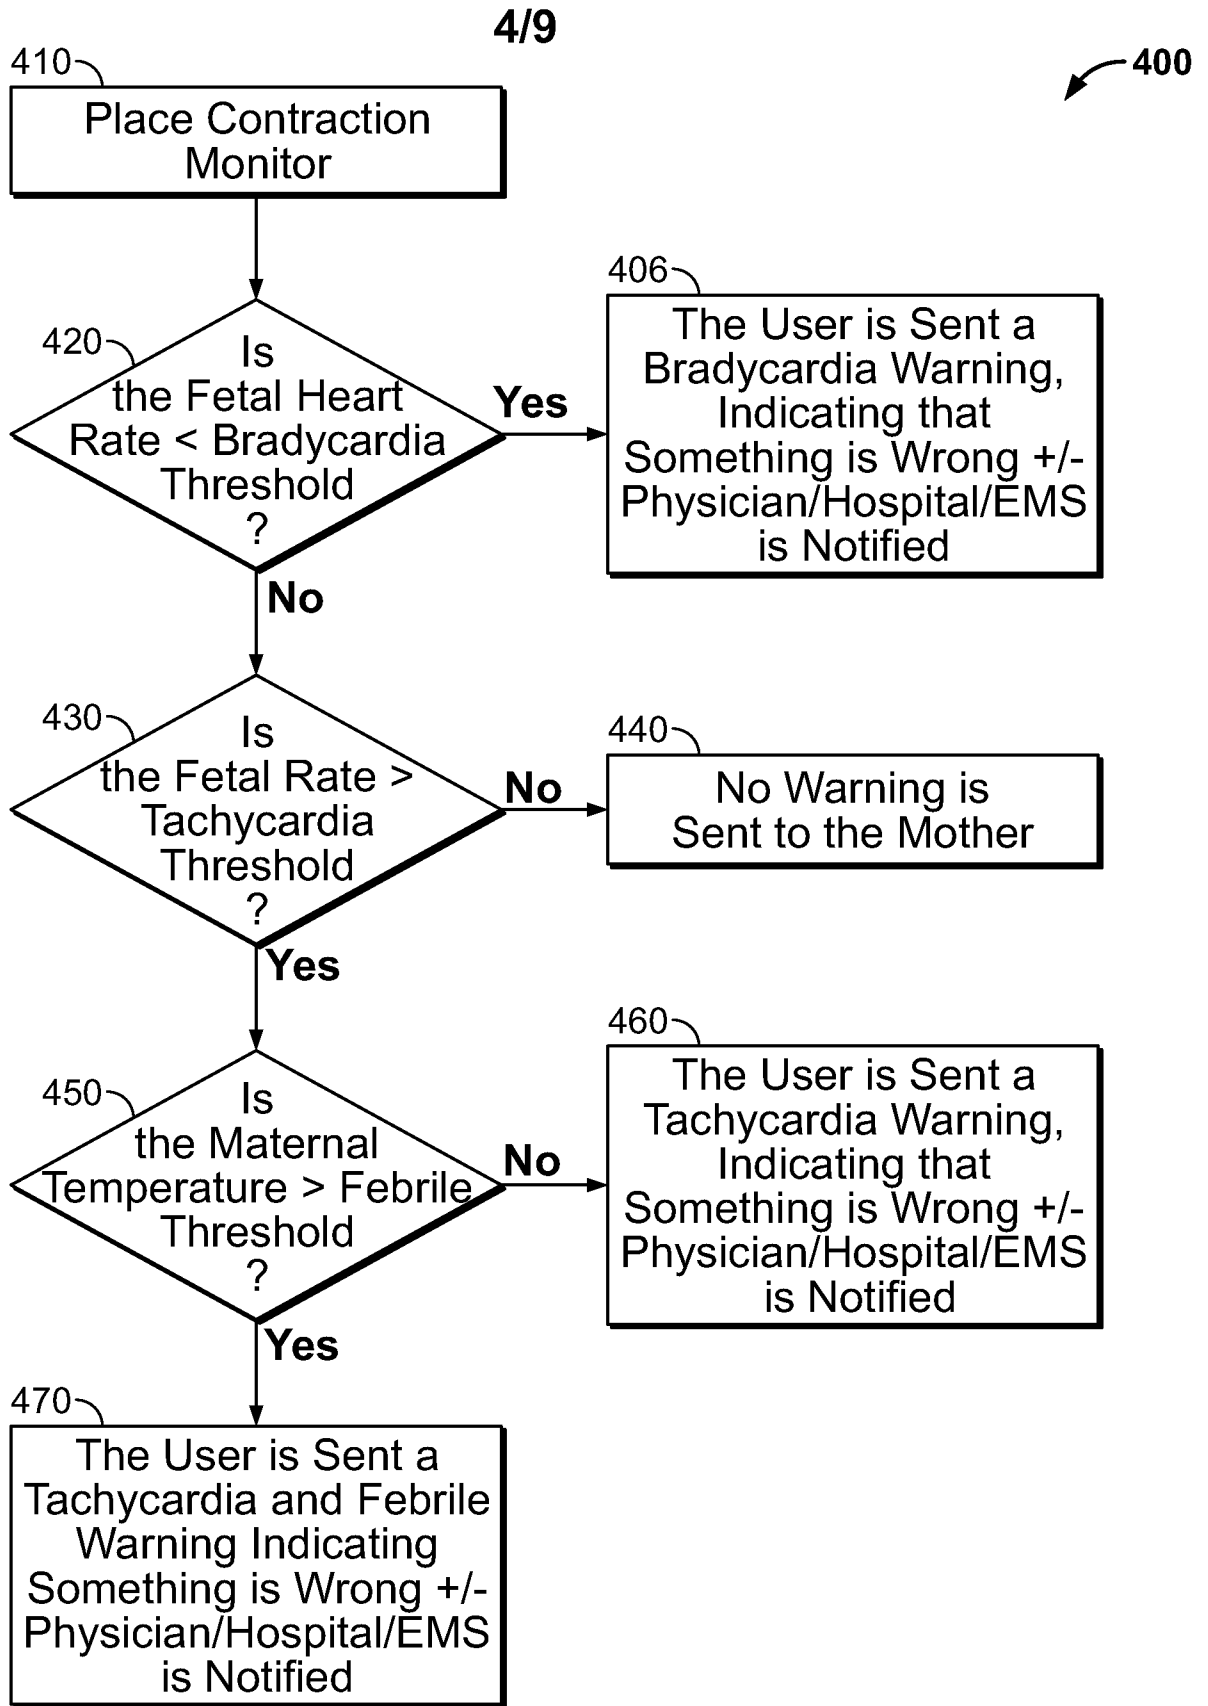 4/9
400
410
Place Contraction
Monitor
420
Is
the Fetal Heart
Rate < Bradycardia
Threshold
?
Yes
406
The User is Sent a
Bradycardia Warning,
Indicating that
Something is Wrong +/-
Physician/Hospital/EMS
is Notified
No
430
Is
the Fetal Rate >
Tachycardia
Threshold
?
No
440
No Warning is
Sent to the Mother
Yes
450
Is
the Maternal
Temperature > Febrile
Threshold
?
No
460
The User is Sent a
Tachycardia Warning,
Indicating that
Something is Wrong +/-
Physician/Hospital/EMS
is Notified
Yes
470
The User is Sent a
Tachycardia and Febrile
Warning Indicating
Something is Wrong +/-
Physician/Hospital/EMS
is Notified